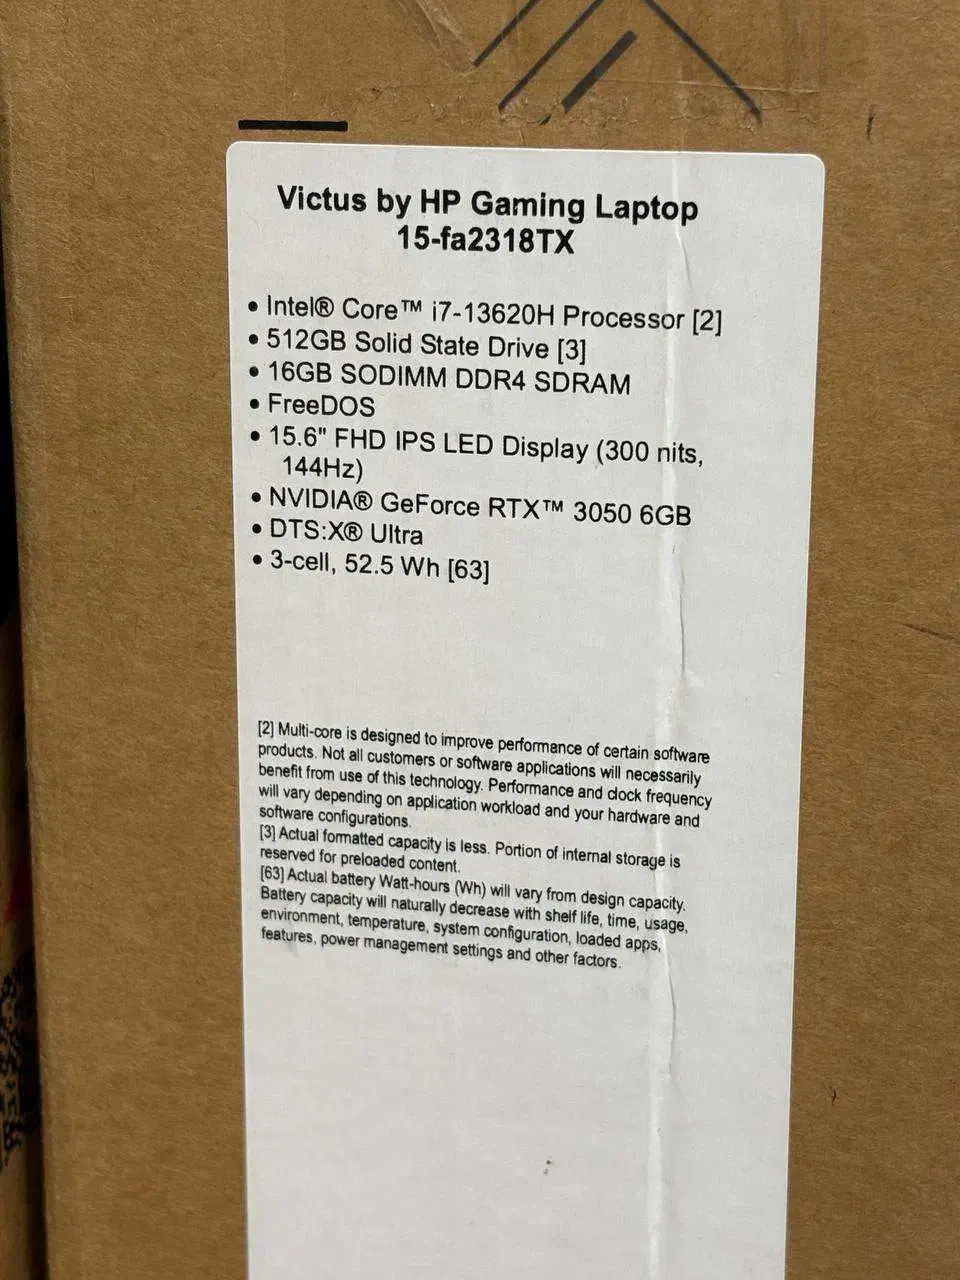 Victus by HP Gaming Laptop
15-fa2318TX
• Intel® Core™ i7-13620H Processor [2]
• 512GB Solid State Drive [3]
• 16GB SODIMM DDR4 SDRAM
• FreeDOS
• 15.6" FHD IPS LED Display (300 nits,
144Hz)
• NVIDIA® GeForce RTX™ 3050 6GB
• DTS:X® Ultra
• 3-cell, 52.5 Wh [63]
[2] Multi-core is designed to improve performance of certain software
products. Not all customers or software applications will necessarily
benefit from use of this technology. Performance and clock frequency
will vary depending on application workload and your hardware and
software configurations.
[3] Actual formatted capacity is less. Portion of internal storage is
reserved for preloaded content.
[63] Actual battery Watt-hours (Wh) will vary from design capacity.
Battery capacity will naturally decrease with shelf life, time, usage,
environment, temperature, system configuration, loaded apps,
features, power management settings and other factors.